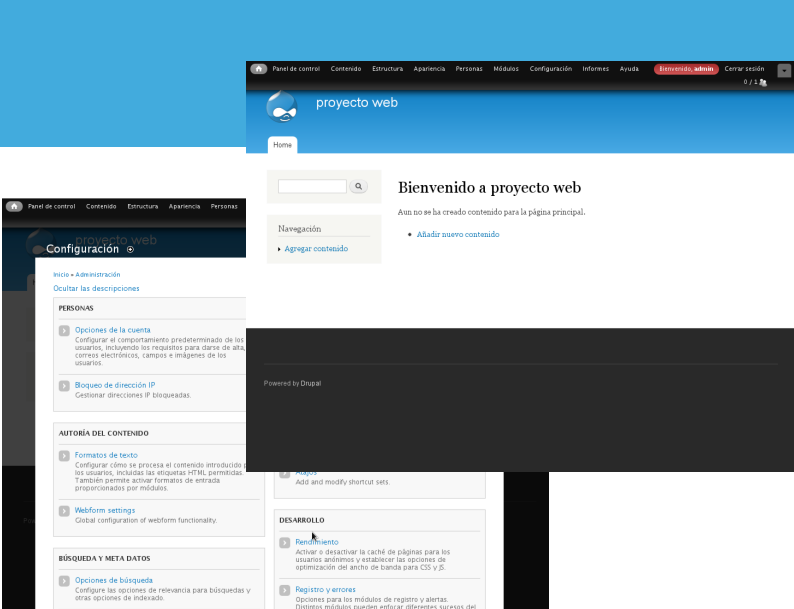 Panel de control Contenido Estructura Apariencia Personas Módulos Configuración Informes Ayuda Bienvenido, admin Cerrar sesión
0 / 1
proyecto web
Home
Bienvenido a proyecto web
Aun no se ha creado contenido para la página principal.
Añadir nuevo contenido
Navegación
Agregar contenido
Powered by Drupal
Panel de control Contenido Estructura Apariencia Personas
proyecto web
Configuración
Inicio » Administración
Ocultar las descripciones
PERSONAS
Opciones de la cuenta
Configurar el comportamiento predeterminado de los
usuarios, incluyendo los requisitos para darse de alta,
correos electrónicos, campos e imágenes de los
usuarios.
Bloqueo de dirección IP
Gestionar direcciones IP bloqueadas.
AUTORÍA DEL CONTENIDO
Formatos de texto
Configurar cómo se procesa el contenido introducido
los usuarios, incluidas las etiquetas HTML permitidas.
También permite activar formatos de entrada
proporcionados por módulos.
Webform settings
Global configuration of webform functionality.
BÚSQUEDA Y META DATOS
Opciones de búsqueda
Configure las opciones de relevancia para búsquedas y
otras opciones de indexado.
Atajos
Add and modify shortcut sets.
DESARROLLO
Rendimiento
Activar o desactivar la caché de páginas para los
usuarios anónimos y establecer las opciones de
optimización del ancho de banda para CSS y JS.
Registro y errores
Opciones para los módulos de registro y alertas.
Distintos módulos pueden enfocar diferentes sucesos del